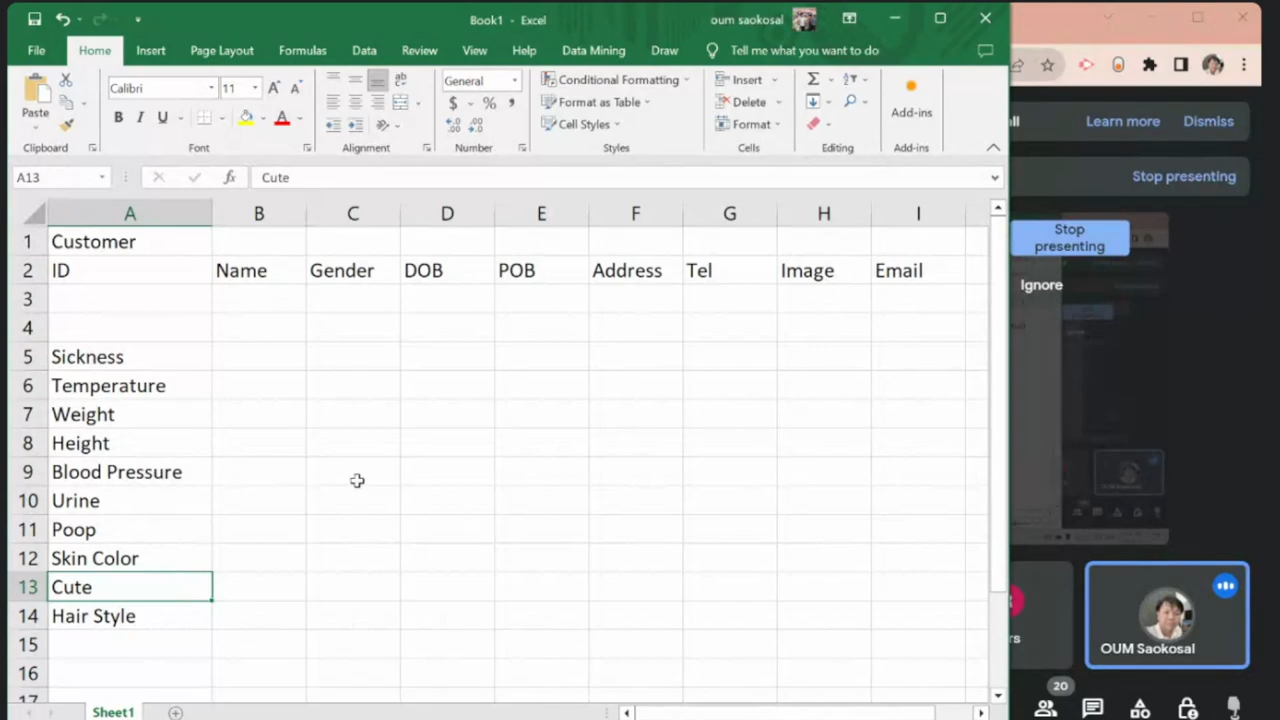 Book1 - Excel
oum saokosal
File Home Insert Page Layout Formulas Data Review View Help Data Mining Draw Tell me what you want to do
Paste
Calibri 11
B I U
General
$ % ,
Conditional Formatting
Format as Table
Cell Styles
Insert
Delete
Format
Add-ins
Clipboard Font Alignment Number Styles Cells Editing Add-ins
A13 fx Cute
A B C D E F G H I
1 Customer
2 ID Name Gender DOB POB Address Tel Image Email
3
4
5 Sickness
6 Temperature
7 Weight
8 Height
9 Blood Pressure
10 Urine
11 Poop
12 Skin Color
13 Cute
14 Hair Style
15
16
17
Sheet1
Learn more Dismiss
Stop presenting
Stop
presenting
Ignore
OUM Saokosal
20